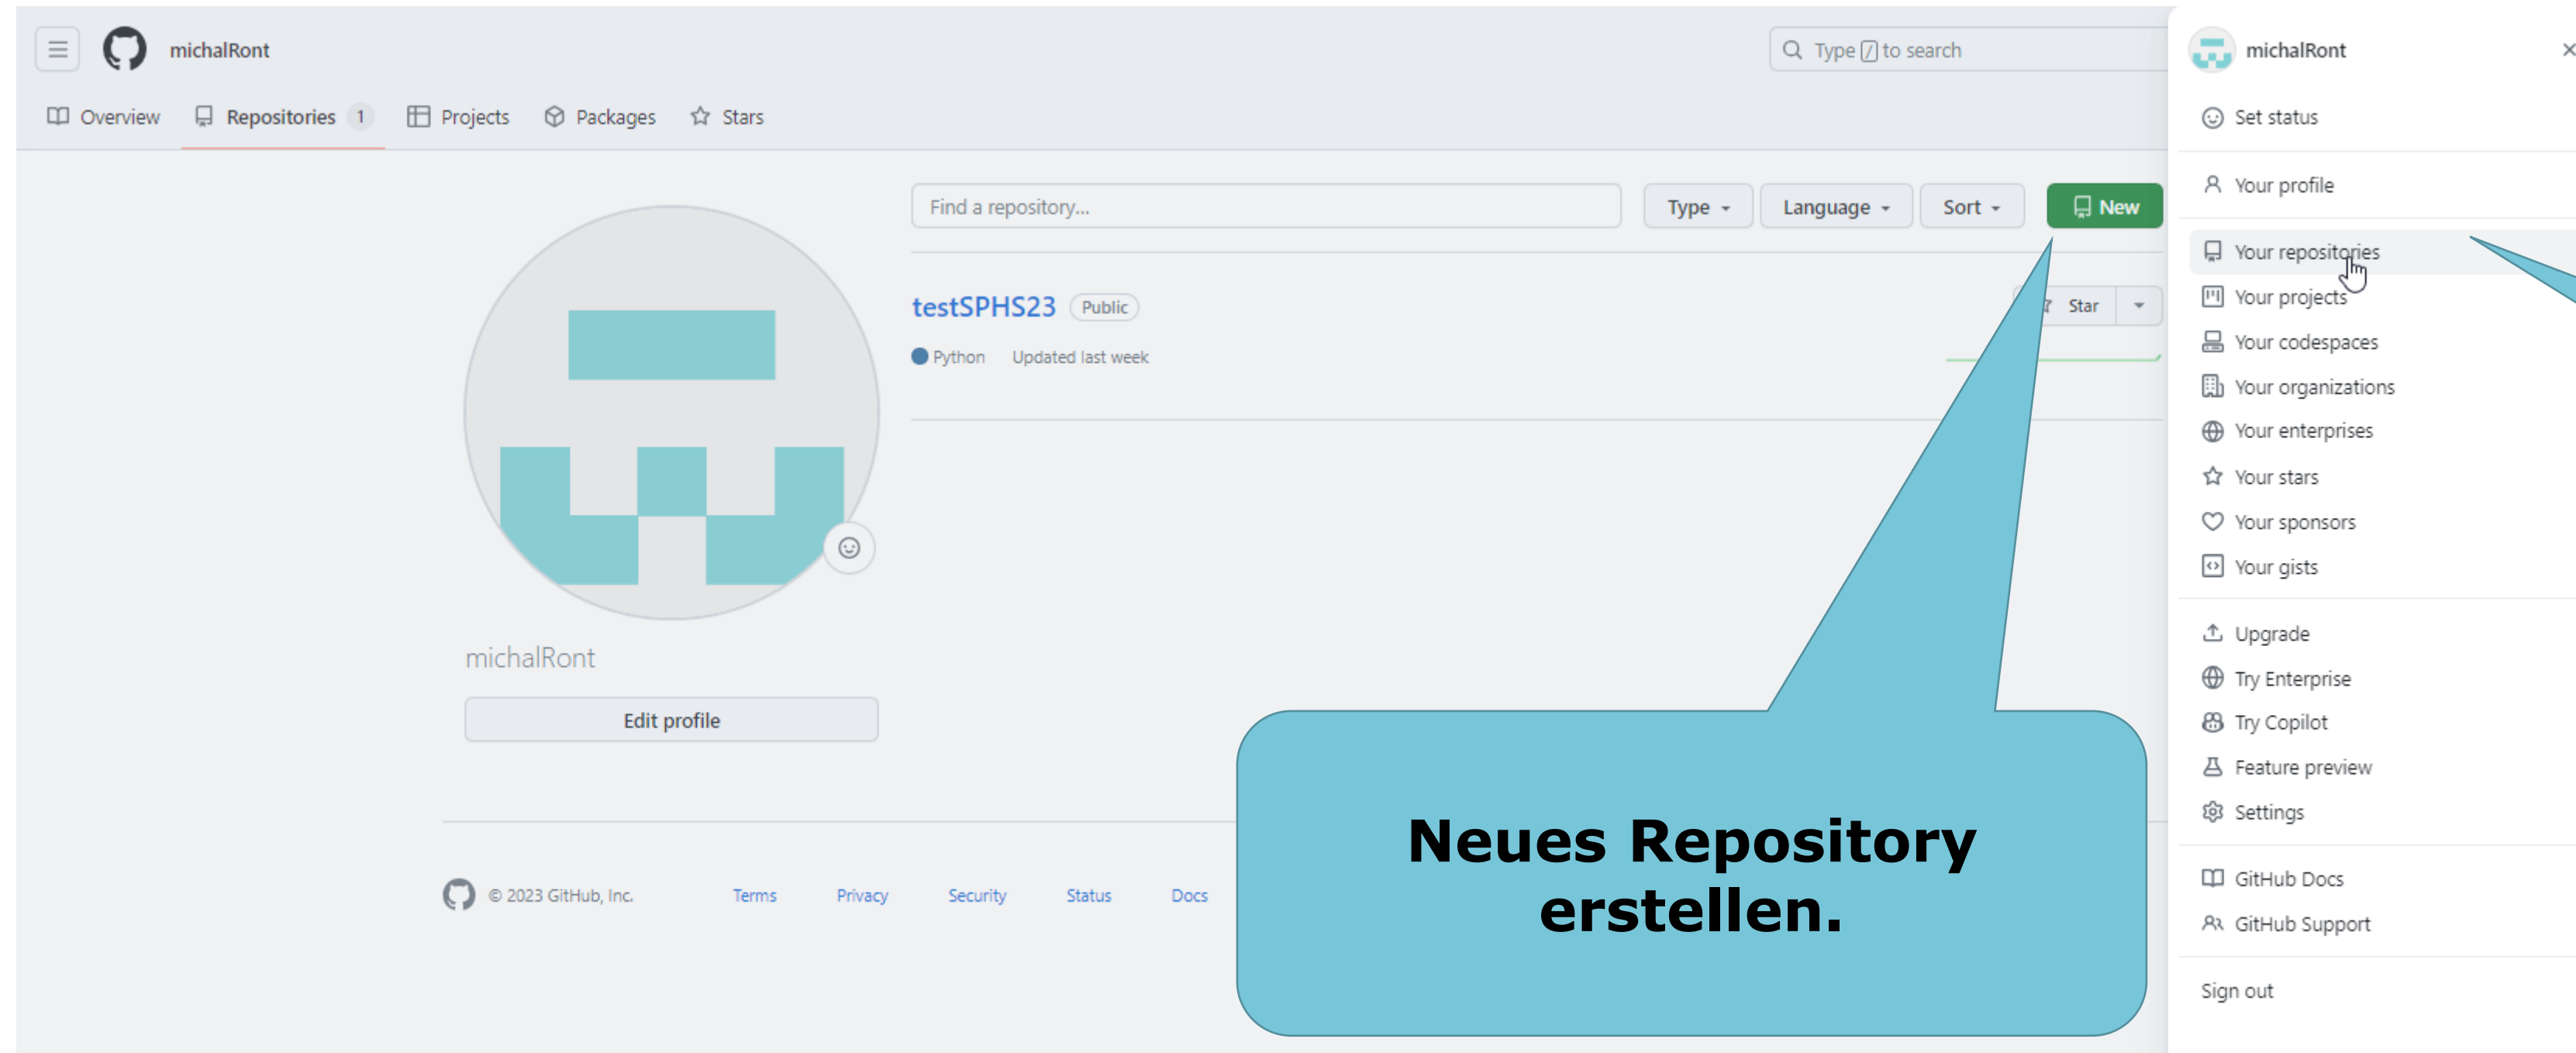 michalRont
Type / to search
Overview Repositories 1 Projects Packages Stars
Find a repository...
Type Language Sort New
testSPHS23 Public
Star
Python Updated last week
michalRont
Edit profile
© 2023 GitHub, Inc. Terms Privacy Security Status Docs
Neues Repository
erstellen.
michalRont
Set status
Your profile
Your repositories
Your projects
Your codespaces
Your organizations
Your enterprises
Your stars
Your sponsors
Your gists
Upgrade
Try Enterprise
Try Copilot
Feature preview
Settings
GitHub Docs
GitHub Support
Sign out